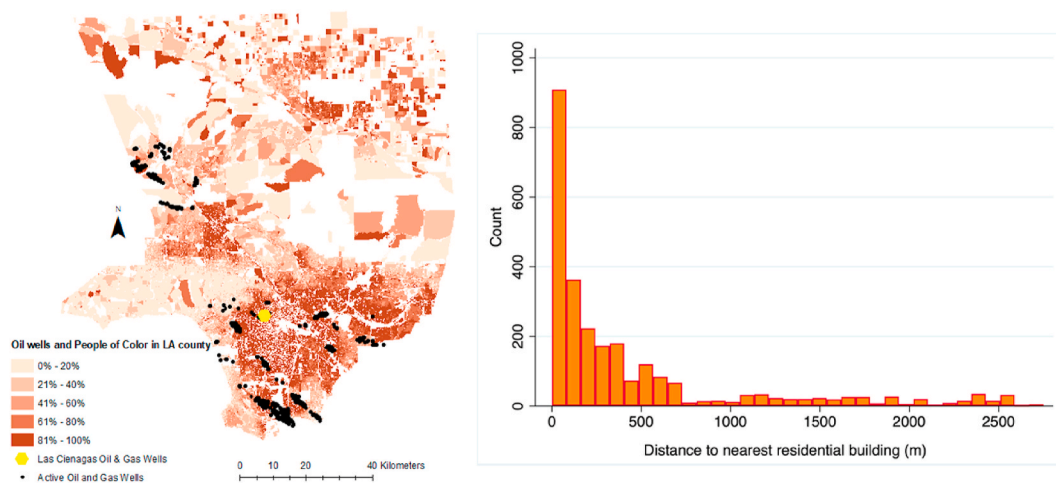 N
Oil wells and People of Color in LA county
0% - 20%
21% - 40%
41% - 60%
61% - 80%
81% - 100%
Las Cienagas Oil & Gas Wells
Active Oil and Gas Wells
0 10 20 40 Kilometers
Count
1000
800
600
400
200
0
0 500 1000 1500 2000 2500
Distance to nearest residential building (m)